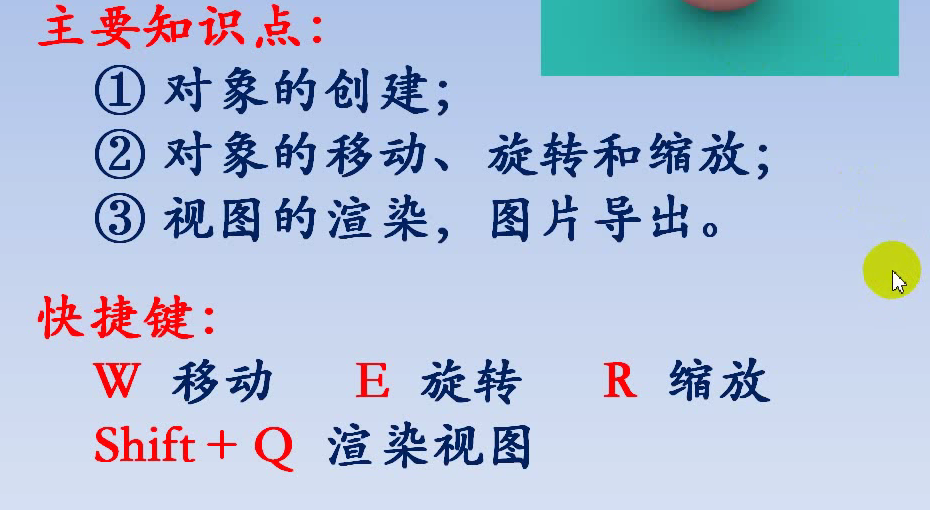 主要知识点：
① 对象的创建；
② 对象的移动、旋转和缩放；
③ 视图的渲染，图片导出。
快捷键：
W 移动 E 旋转 R 缩放
Shift + Q 渲染视图